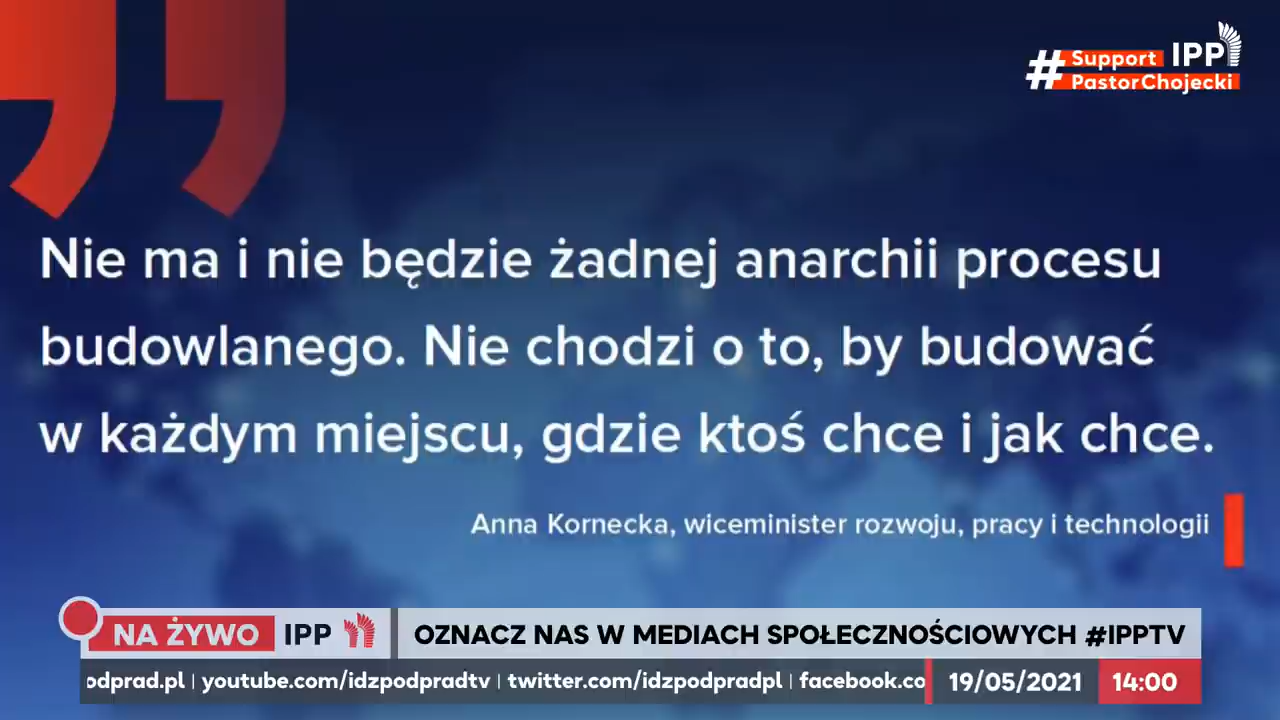 #Support IPP
PastorChojecki
Nie ma i nie będzie żadnej anarchii procesu
budowlanego. Nie chodzi o to, by budować
w każdym miejscu, gdzie ktoś chce i jak chce.
Anna Kornecka, wiceminister rozwoju, pracy i technologii
NA ŻYWO IPP OZNACZ NAS W MEDIACH SPOŁECZNOŚCIOWYCH #IPPTV
odprad.pl | youtube.com/idzpodpradtv | twitter.com/idzpodpradpl | facebook.co 19/05/2021 14:00